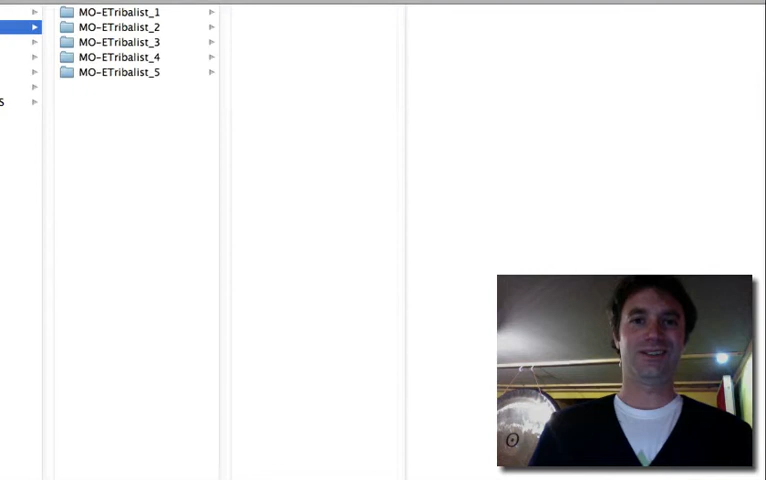 MO-ETribalist_1
MO-ETribalist_2
MO-ETribalist_3
MO-ETribalist_4
MO-ETribalist_5
S